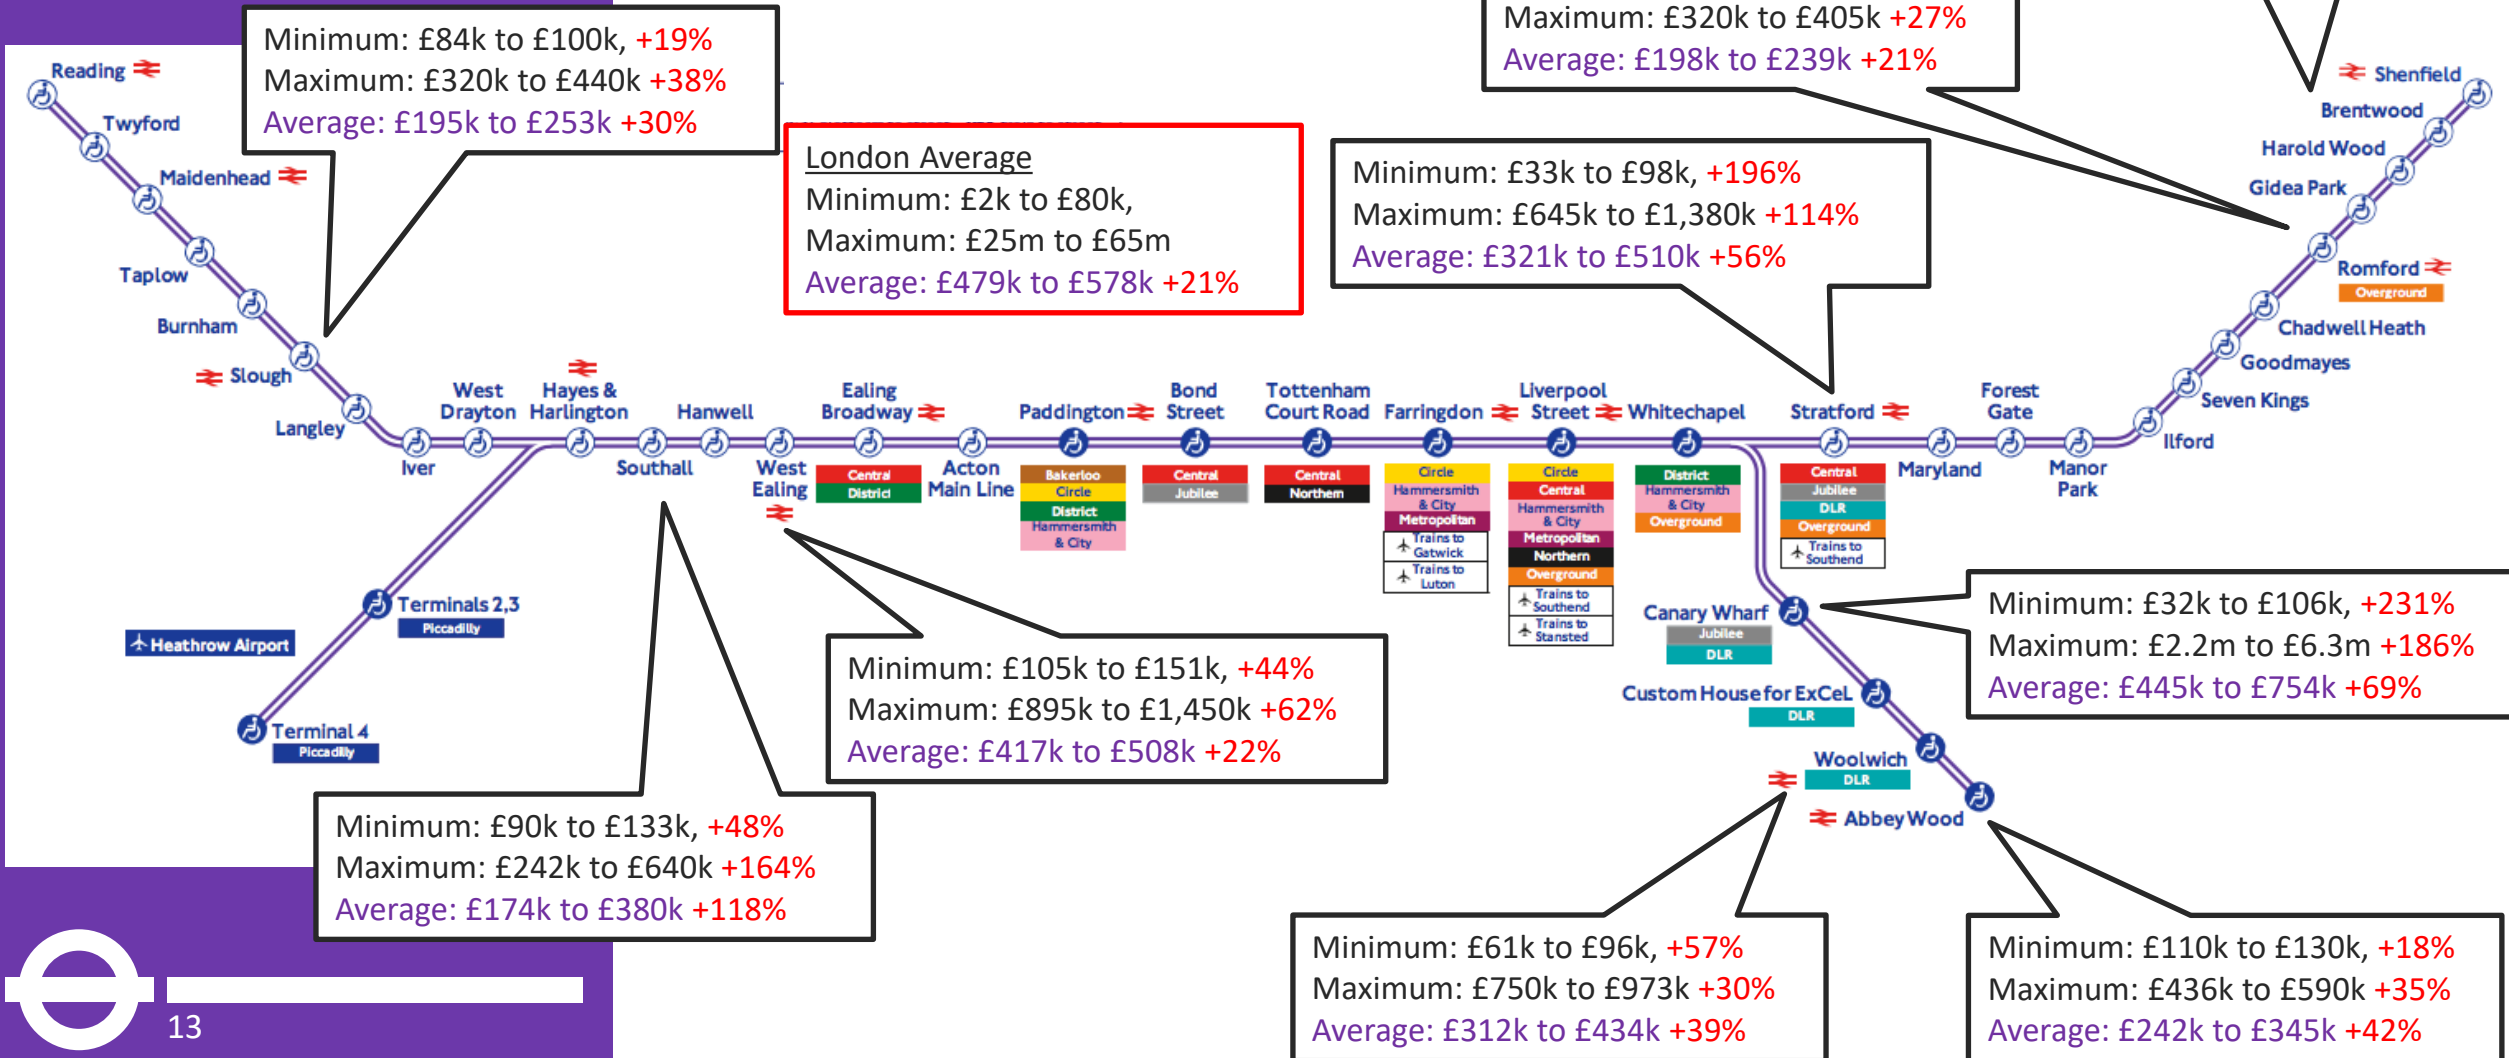 Minimum: £84k to £100k, +19%
Maximum: £320k to £440k +38%
Average: £195k to £253k +30%
Maximum: £320k to £405k +27%
Average: £198k to £239k +21%
London Average
Minimum: £2k to £80k,
Maximum: £25m to £65m
Average: £479k to £578k +21%
Minimum: £33k to £98k, +196%
Maximum: £645k to £1,380k +114%
Average: £321k to £510k +56%
Reading
Twyford
Maidenhead
Taplow
Burnham
Slough
Langley
Iver
West
Drayton
Hayes &
Harlington
Southall
Hanwell
West
Ealing
Ealing
Broadway
Central
District
Acton
Main Line
Paddington
Bakerloo
Circle
District
Hammersmith
& City
Bond
Street
Central
Jubilee
Tottenham
Court Road
Central
Northern
Farringdon
Circle
Hammersmith
& City
Metropolitan
Trains to
Gatwick
Trains to
Luton
Liverpool
Street
Circle
Central
Hammersmith
& City
Metropolitan
Northern
Overground
Trains to
Southend
Trains to
Stansted
Whitechapel
District
Hammersmith
& City
Overground
Stratford
Central
Jubilee
DLR
Overground
Trains to
Southend
Maryland
Forest
Gate
Manor
Park
Ilford
Seven Kings
Goodmayes
Chadwell Heath
Romford
Overground
Gidea Park
Harold Wood
Brentwood
Shenfield
Terminals 2,3
Piccadilly
Heathrow Airport
Terminal 4
Piccadilly
Canary Wharf
Jubilee
DLR
Custom House for ExCeL
DLR
Woolwich
DLR
Abbey Wood
Minimum: £32k to £106k, +231%
Maximum: £2.2m to £6.3m +186%
Average: £445k to £754k +69%
Minimum: £105k to £151k, +44%
Maximum: £895k to £1,450k +62%
Average: £417k to £508k +22%
Minimum: £90k to £133k, +48%
Maximum: £242k to £640k +164%
Average: £174k to £380k +118%
Minimum: £61k to £96k, +57%
Maximum: £750k to £973k +30%
Average: £312k to £434k +39%
Minimum: £110k to £130k, +18%
Maximum: £436k to £590k +35%
Average: £242k to £345k +42%
13